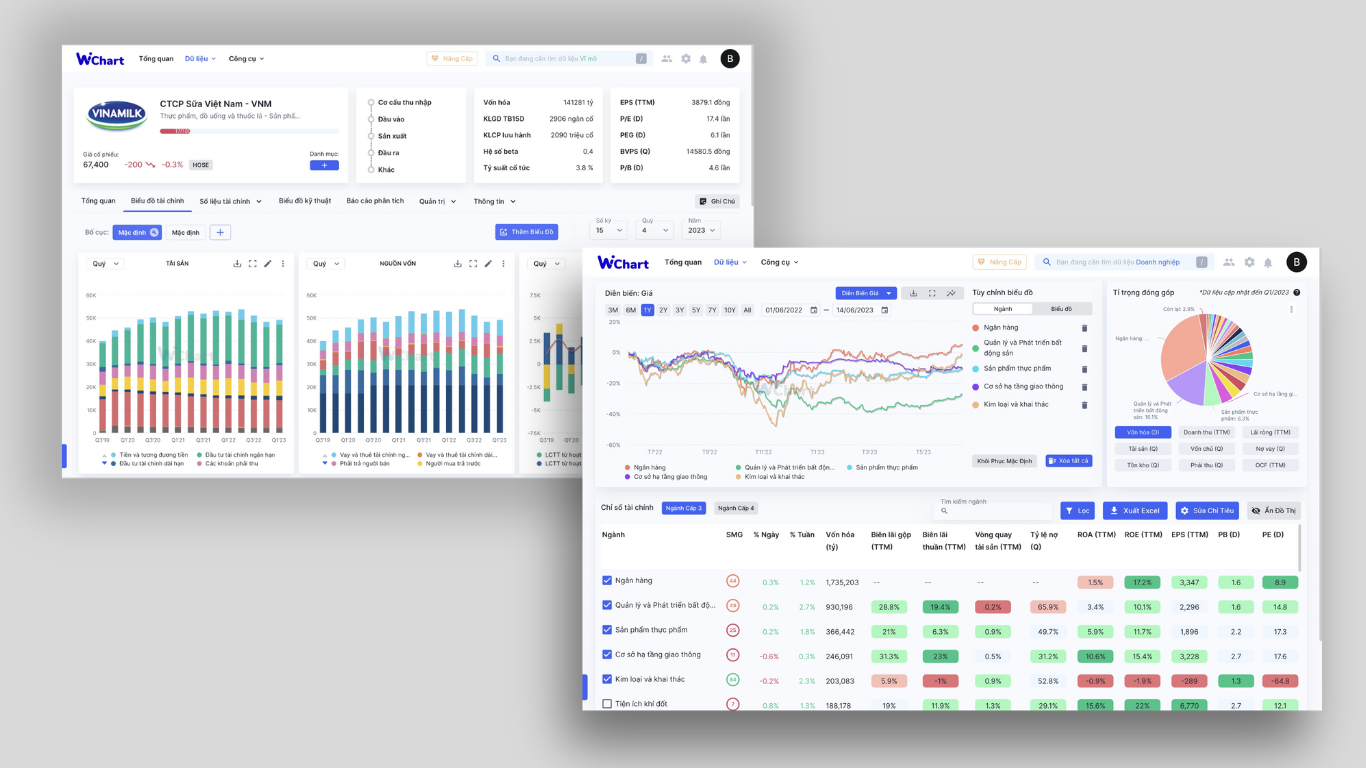 WiChart
Tổng quan
Dữ liệu
Công cụ
Nâng Cấp
Bạn đang cần tìm dữ liệu Vĩ mô
/
B
VINAMILK
CTCP Sữa Việt Nam - VNM
Thực phẩm, đồ uống và thuốc lá - Sản phẩ...
Giá cổ phiếu:
67,400
-200
-0.3%
HOSE
Danh mục:
+
Cơ cấu thu nhập
Đầu vào
Sản xuất
Đầu ra
Khác
Vốn hóa 141281 tỷ
KLGD TB15D 2906 ngàn cổ
KLCP lưu hành 2090 triệu cổ
Hệ số beta 0.4
Tỷ suất cổ tức 3.8 %
EPS (TTM) 3879.1 đồng
P/E (D) 17.4 lần
PEG (D) 6.1 lần
BVPS (Q) 14580.5 đồng
P/B (D) 4.6 lần
Tổng quan
Biểu đồ tài chính
Số liệu tài chính
Biểu đồ kỹ thuật
Báo cáo phân tích
Quản trị
Thông tin
Ghi Chú
Bố cục:
Mặc định
Mặc định
+
Thêm Biểu Đồ
Số kỳ
15
Quý
4
Năm
2023
Quý
TÀI SẢN
60K
50K
40K
30K
20K
10K
0
Q3'19 Q1'20 Q3'20 Q1'21 Q3'21 Q1'22 Q3'22 Q1'23
Tiền và tương đương tiền
Đầu tư tài chính ngắn hạn
Đầu tư tài chính dài hạn
Các khoản phải thu
Quý
NGUỒN VỐN
60K
50K
40K
30K
20K
10K
0
Q3'19 Q1'20 Q3'20 Q1'21 Q3'21 Q1'22 Q3'22 Q1'23
Vay và thuê tài chính ng...
Vay và thuê tài chính dài...
Phải trả người bán
Người mua trả trước
Quý
7.5K
5K
2.5K
0
-2.5K
-5K
-7.5K
Q3'19 Q1'20
LCTT từ hoạt
LCTT từ hoạt
WiChart
Tổng quan
Dữ liệu
Công cụ
Nâng Cấp
Bạn đang cần tìm dữ liệu Doanh nghiệp
/
B
Diễn biến: Giá
Diễn Biến Giá
3M 6M 1Y 2Y 3Y 5Y 7Y 10Y All
01/06/2022
—
14/06/2023
20%
0%
-20%
-40%
-60%
T7'22 T9'22 T11'22 T1'23 T3'23 T5'23
Ngân hàng
Quản lý và Phát triển bất độn...
Sản phẩm thực phẩm
Cơ sở hạ tầng giao thông
Kim loại và khai thác
Tùy chỉnh biểu đồ
Ngành
Biểu đồ
Ngân hàng
Quản lý và Phát triển bất
động sản
Sản phẩm thực phẩm
Cơ sở hạ tầng giao thông
Kim loại và khai thác
Khôi Phục Mặc Định
Xóa tất cả
Tỉ trọng đóng góp
*Dữ liệu cập nhật đến Q1/2023
Còn lại: 2.9%
Ngân hàng ...
Quản lý và Phát
triển bất động
sản: 16.1%
Sản phẩm thực
phẩm: 6.3%
Cơ sở hạ tầng gi...
Vốn hóa (D)
Doanh thu (TTM)
Lãi ròng (TTM)
Tài sản (Q)
Vốn chủ (Q)
Nợ vay (Q)
Tồn kho (Q)
Phải thu (Q)
OCF (TTM)
Chỉ số tài chính
Ngành Cấp 3
Ngành Cấp 4
Tìm kiếm ngành
Lọc
Xuất Excel
Sửa Chỉ Tiêu
Ẩn Đồ Thị
Ngành SMG % Ngày % Tuần Vốn hóa (tỷ) Biên lãi gộp (TTM) Biên lãi thuần (TTM) Vòng quay tài sản (TTM) Tỷ lệ nợ (Q) ROA (TTM) ROE (TTM) EPS (TTM) PB (D) PE (D)
Ngân hàng 44 0.3% 1.2% 1,735,203 -- -- -- -- 1.5% 17.2% 3,347 1.6 8.9
Quản lý và Phát triển bất độ... 49 0.2% 2.7% 930,196 28.8% 19.4% 0.2% 65.9% 3.4% 10.1% 2,296 1.6 14.8
Sản phẩm thực phẩm 25 0.2% 1.8% 366,442 21% 6.3% 0.9% 49.7% 5.9% 11.7% 1,896 2.2 17.3
Cơ sở hạ tầng giao thông 11 -0.6% 0.3% 246,091 31.3% 23% 0.5% 31.2% 10.6% 15.4% 3,228 2.7 17.6
Kim loại và khai thác 64 -0.2% 2.3% 203,083 5.9% -1% 0.9% 52.8% -0.9% -1.9% -289 1.3 -64.8
Tiện ích khí đốt 7 0.8% 1.3% 188,178 19% 11.9% 1.3% 29.1% 15.6% 22% 6,770 2.7 12.1